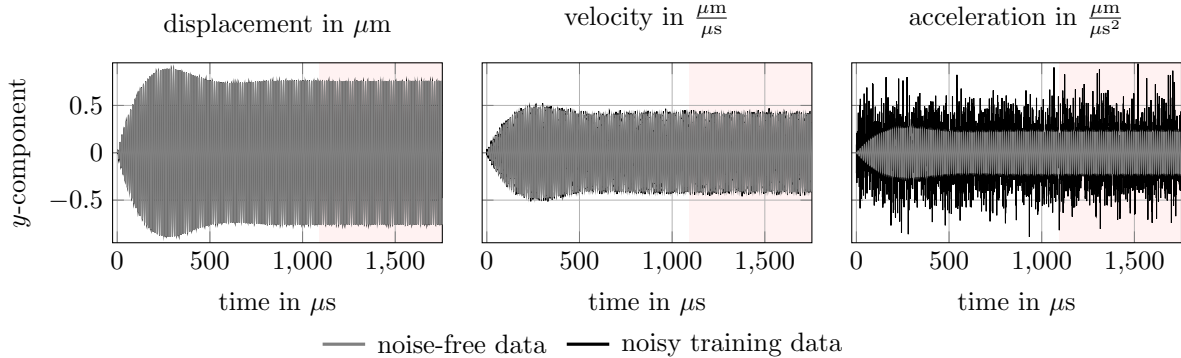 displacement in μm
velocity in μm/μs
acceleration in μm/μs²
y-component
0.5
0
−0.5
0 500 1,000 1,500
0 500 1,000 1,500
0 500 1,000 1,500
time in μs
time in μs
time in μs
noise-free data noisy training data